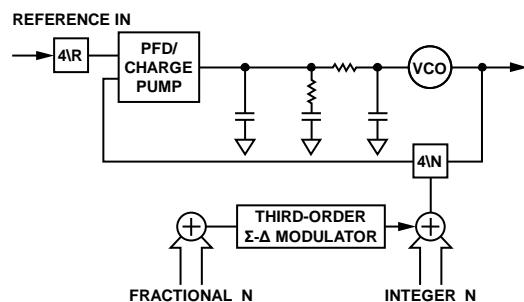 REFERENCE IN
4\R
PFD/
CHARGE
PUMP
VCO
4\N
THIRD-ORDER
Σ-Δ MODULATOR
FRACTIONAL N
INTEGER N